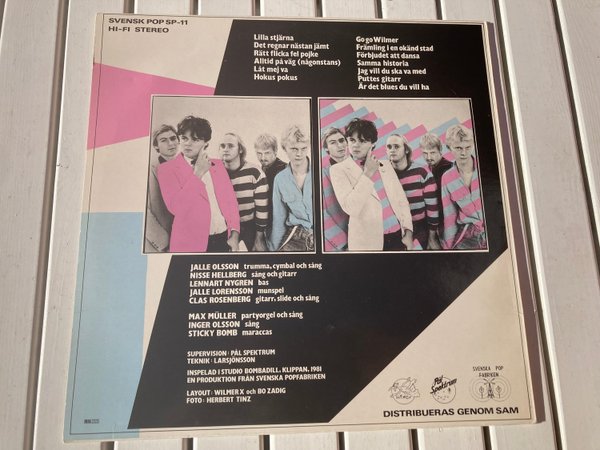 SVENSK POP SP-11
HI-FI STEREO
Lilla stjärna
Det regnar nästan jämt
Rätt flicka fel pojke
Alltid på väg (någonstans)
Låt mej va
Hokus pokus
Go go Wilmer
Främling i en okänd stad
Förbjudet att dansa
Samma historia
Jag vill du ska va med
Puttes gitarr
Är det blues du vill ha
JALLE OLSSON trumma, cymbal och sång
NISSE HELLBERG sång och gitarr
LENNART NYGREN bas
JALLE LORENSSON munspel
CLAS ROSENBERG gitarr, slide och sång
MAX MÜLLER partyorgel och sång
INGER OLSSON sång
STICKY BOMB maraccas
SUPERVISION: PÅL SPEKTRUM
TEKNIK: LARSJÖNSSON
INSPELAD I STUDIO BOMBADILL, KLIPPAN, 1981
EN PRODUKTION FRÅN SVENSKA POPFABRIKEN
LAYOUT: WILMER X och BO ZADIG
FOTO: HERBERT TINZ
Pål
Spektrum
SVENSKA POP
FABRIKEN
DISTRIBUERAS GENOM SAM